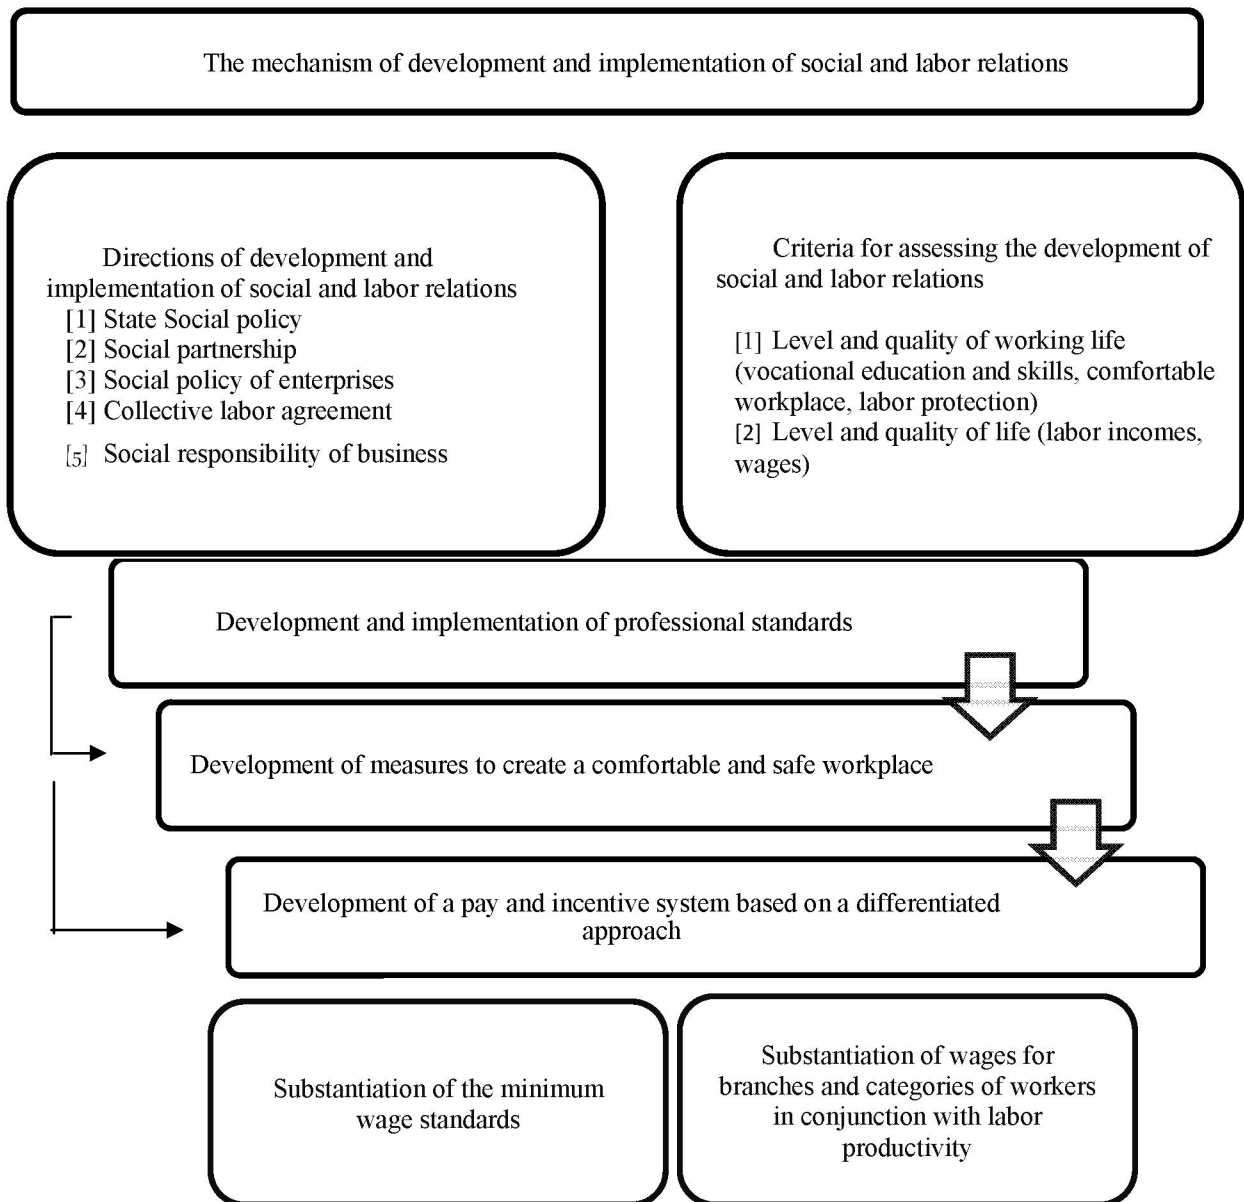 The mechanism of development and implementation of social and labor relations
Directions of development and
implementation of social and labor relations
[1] State Social policy
[2] Social partnership
[3] Social policy of enterprises
[4] Collective labor agreement
[5] Social responsibility of business
Criteria for assessing the development of
social and labor relations
[1] Level and quality of working life
(vocational education and skills, comfortable
workplace, labor protection)
[2] Level and quality of life (labor incomes,
wages)
Development and implementation of professional standards
Development of measures to create a comfortable and safe workplace
Development of a pay and incentive system based on a differentiated
approach
Substantiation of the minimum
wage standards
Substantiation of wages for
branches and categories of workers
in conjunction with labor
productivity